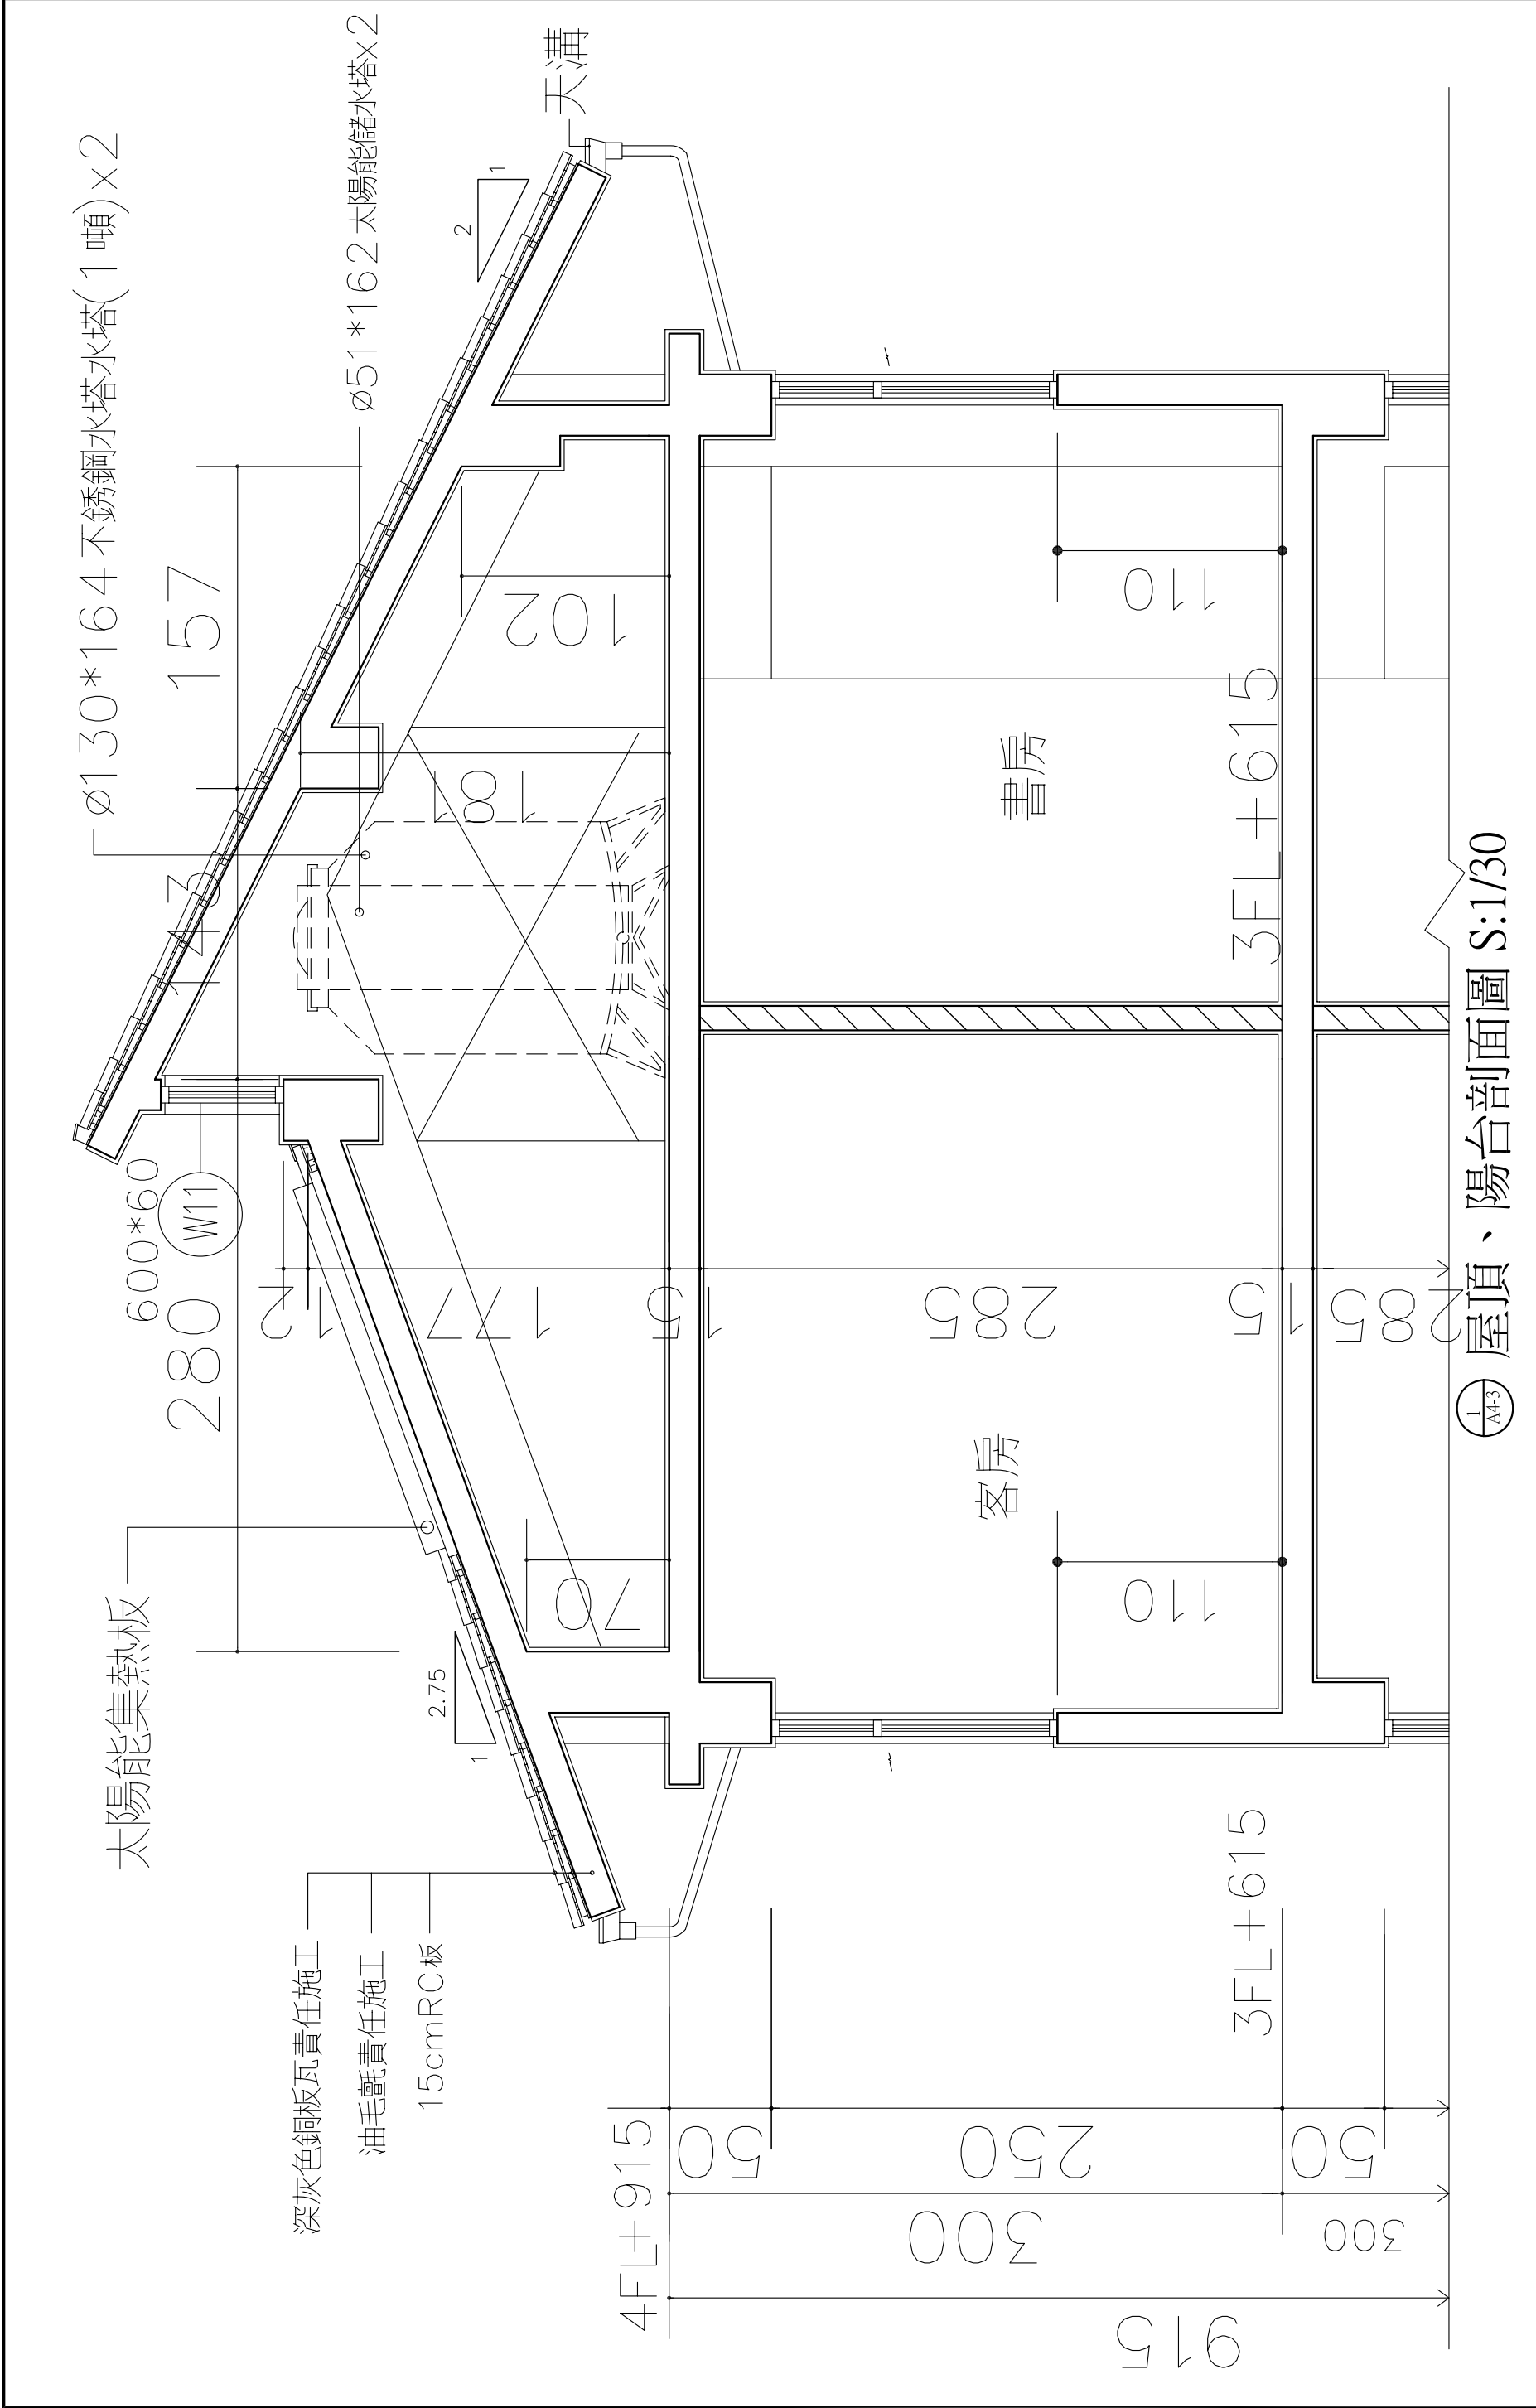 ø130*164不銹鋼水塔水塔(1噸)x2
ø51*162太陽能儲水塔x2
天溝
太陽能集熱板
600*60
W11
280
143
157
深灰色鋼板瓦責任施工
油毛氈責任施工
15cmRC板
2.75
1
2
1
12
177
15
285
15
285
70
181
102
客房
書房
110
110
3FL+615
3FL+615
4FL+915
50
250
50
300
300
915
1
A4-3
屋頂、陽台剖面圖 S:1/30